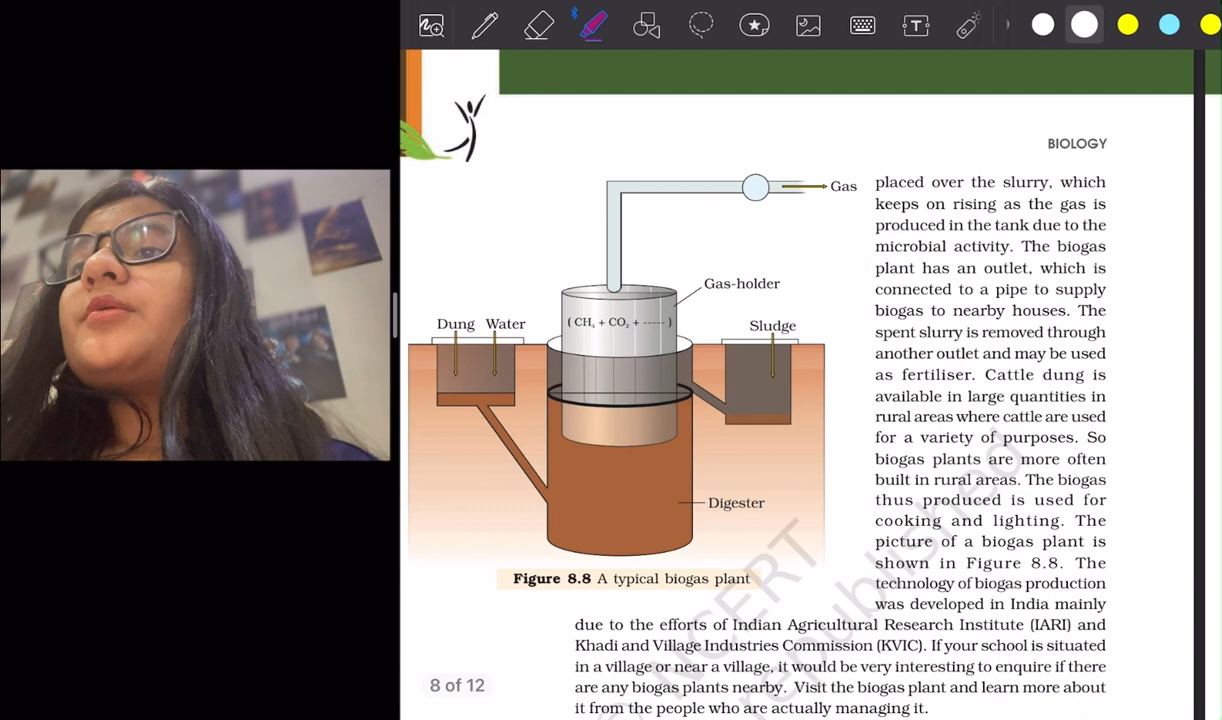 BIOLOGY
Gas
Gas-holder
( CH₄ + CO₂ + ----- )
Dung Water
Sludge
Digester
Figure 8.8 A typical biogas plant
placed over the slurry, which
keeps on rising as the gas is
produced in the tank due to the
microbial activity. The biogas
plant has an outlet, which is
connected to a pipe to supply
biogas to nearby houses. The
spent slurry is removed through
another outlet and may be used
as fertiliser. Cattle dung is
available in large quantities in
rural areas where cattle are used
for a variety of purposes. So
biogas plants are more often
built in rural areas. The biogas
thus produced is used for
cooking and lighting. The
picture of a biogas plant is
shown in Figure 8.8. The
technology of biogas production
was developed in India mainly
due to the efforts of Indian Agricultural Research Institute (IARI) and
Khadi and Village Industries Commission (KVIC). If your school is situated
in a village or near a village, it would be very interesting to enquire if there
are any biogas plants nearby. Visit the biogas plant and learn more about
it from the people who are actually managing it.
8 of 12
T
© NCERT
republished